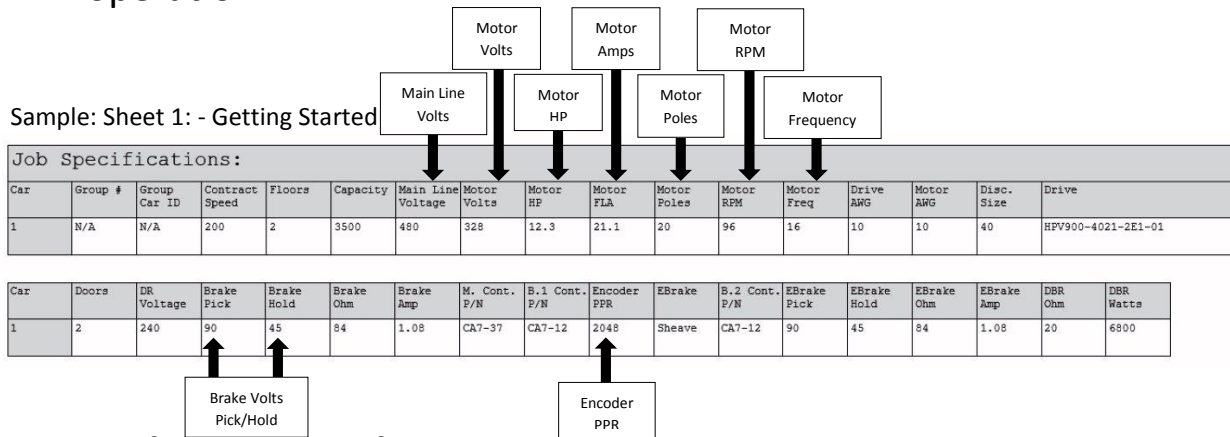 Motor
Volts
Motor
Amps
Motor
RPM
Main Line
Volts
Motor
HP
Motor
Poles
Motor
Frequency
Sample: Sheet 1: - Getting Started
Job Specifications:
Car Group # Group Car ID Contract Speed Floors Capacity Main Line Voltage Motor Volts Motor HP Motor FLA Motor Poles Motor RPM Motor Freq Drive AWG Motor AWG Disc. Size Drive
1 N/A N/A 200 2 3500 480 328 12.3 21.1 20 96 16 10 10 40 HPV900-4021-2E1-01
Car Doors DR Voltage Brake Pick Brake Hold Brake Ohm Brake Amp M. Cont. P/N B.1 Cont. P/N Encoder PPR EBrake B.2 Cont. P/N EBrake Pick EBrake Hold EBrake Ohm EBrake Amp DBR Ohm DBR Watts
1 2 240 90 45 84 1.08 CA7-37 CA7-12 2048 Sheave CA7-12 90 45 84 1.08 20 6800
Brake Volts
Pick/Hold
Encoder
PPR